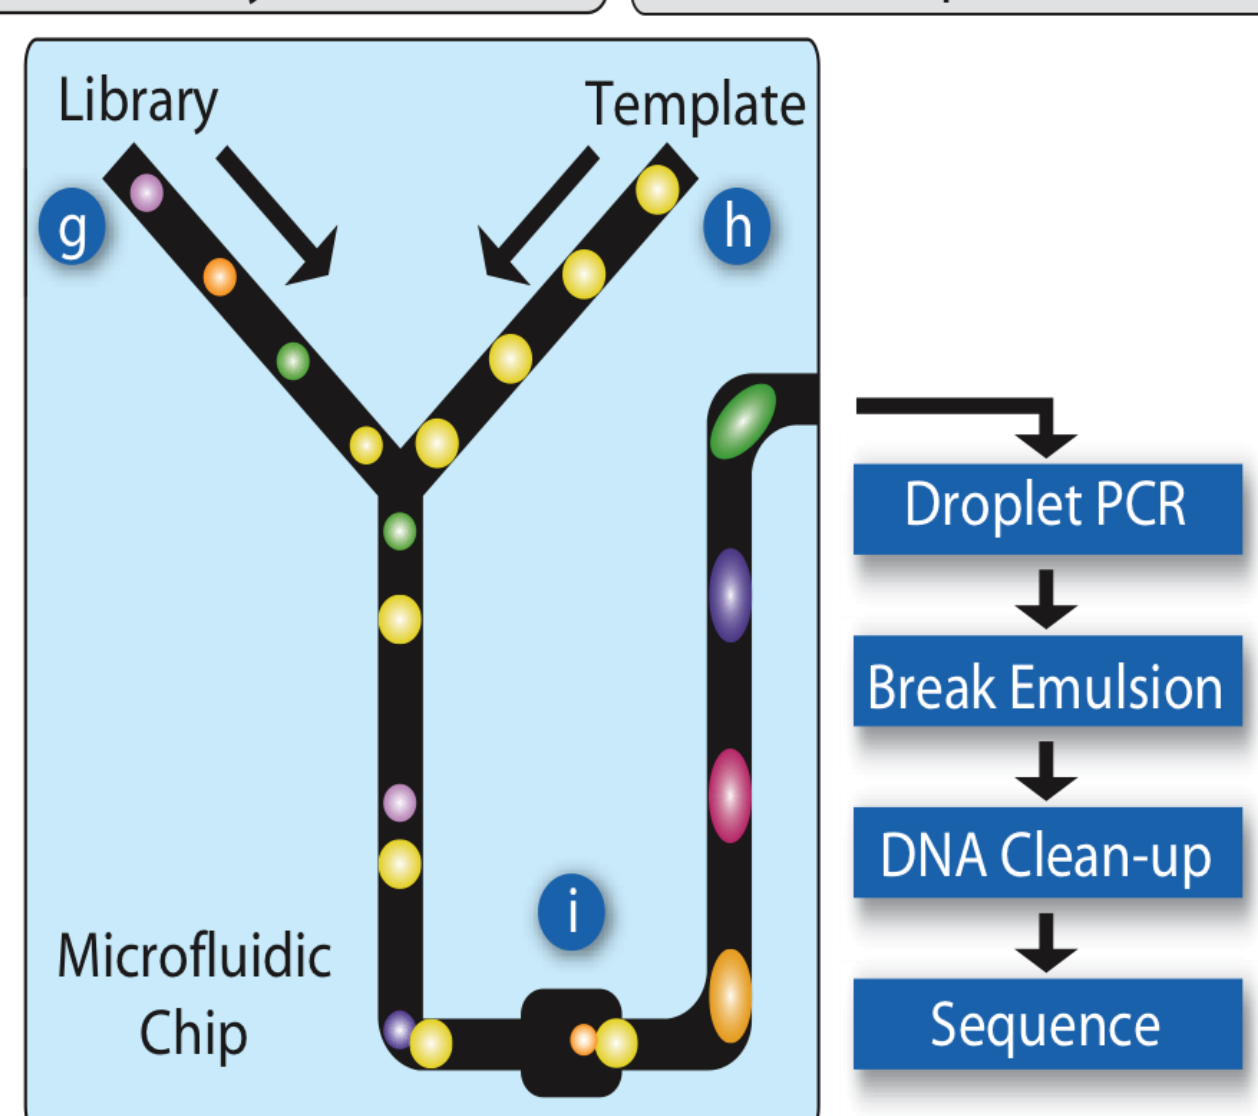 Library
Template
g
h
i
Microfluidic
Chip
Droplet PCR
Break Emulsion
DNA Clean-up
Sequence